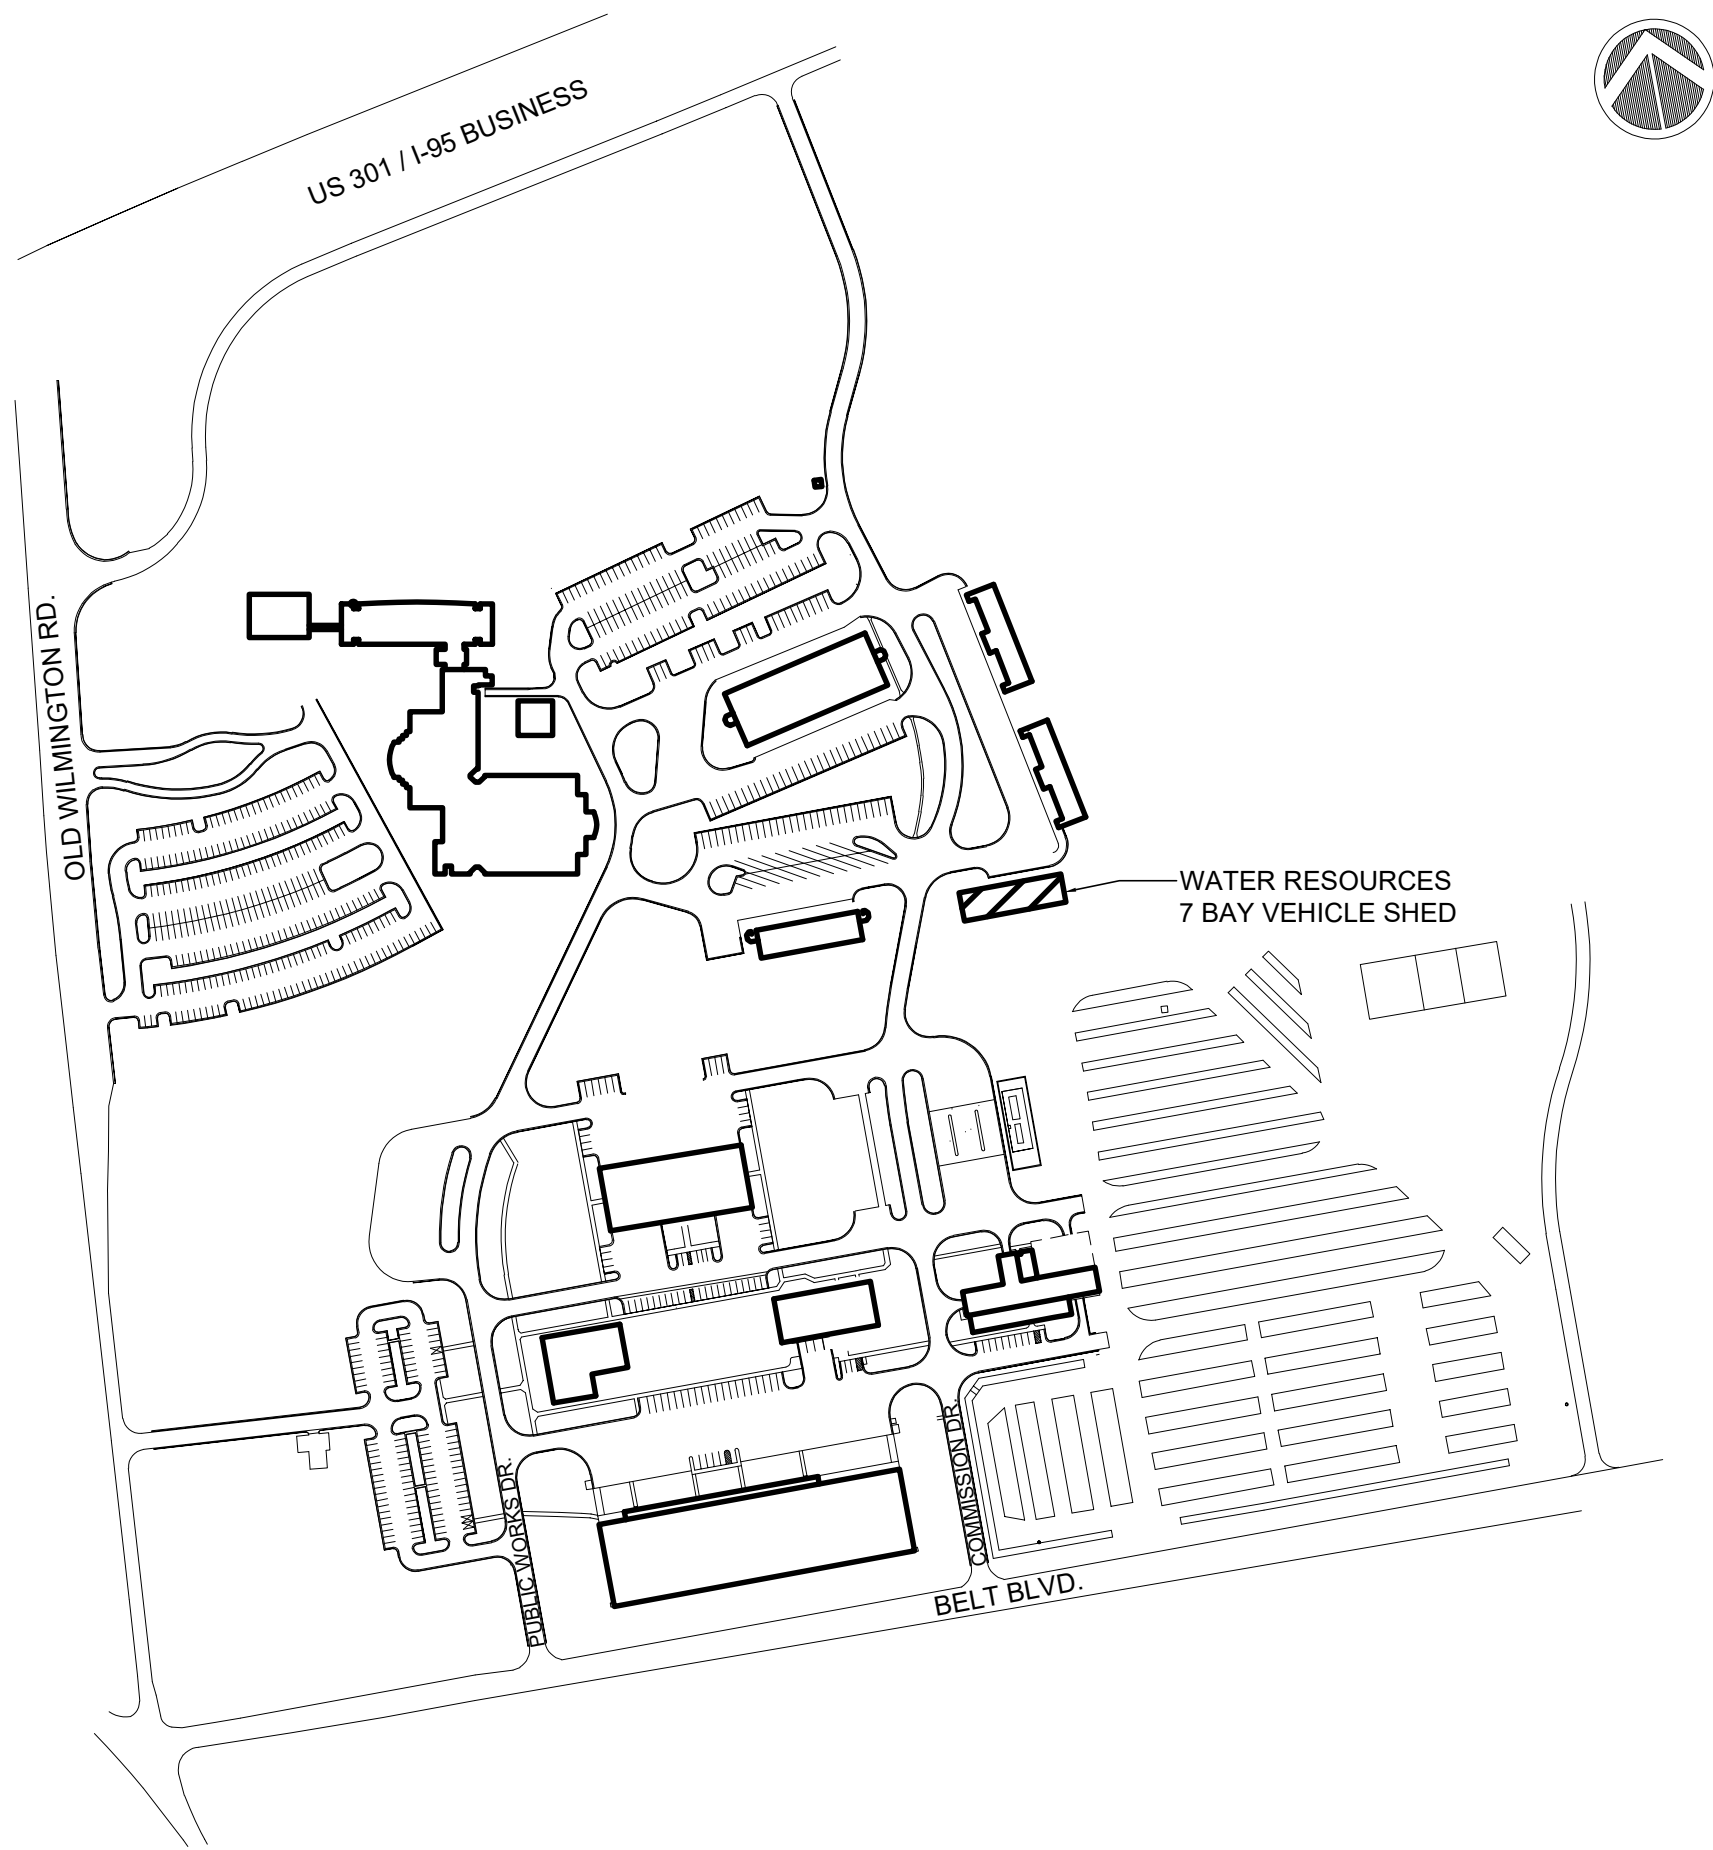 US 301 / I-95 BUSINESS
OLD WILMINGTON RD.
WATER RESOURCES
7 BAY VEHICLE SHED
PUBLIC WORKS DR.
COMMISSION DR.
BELT BLVD.